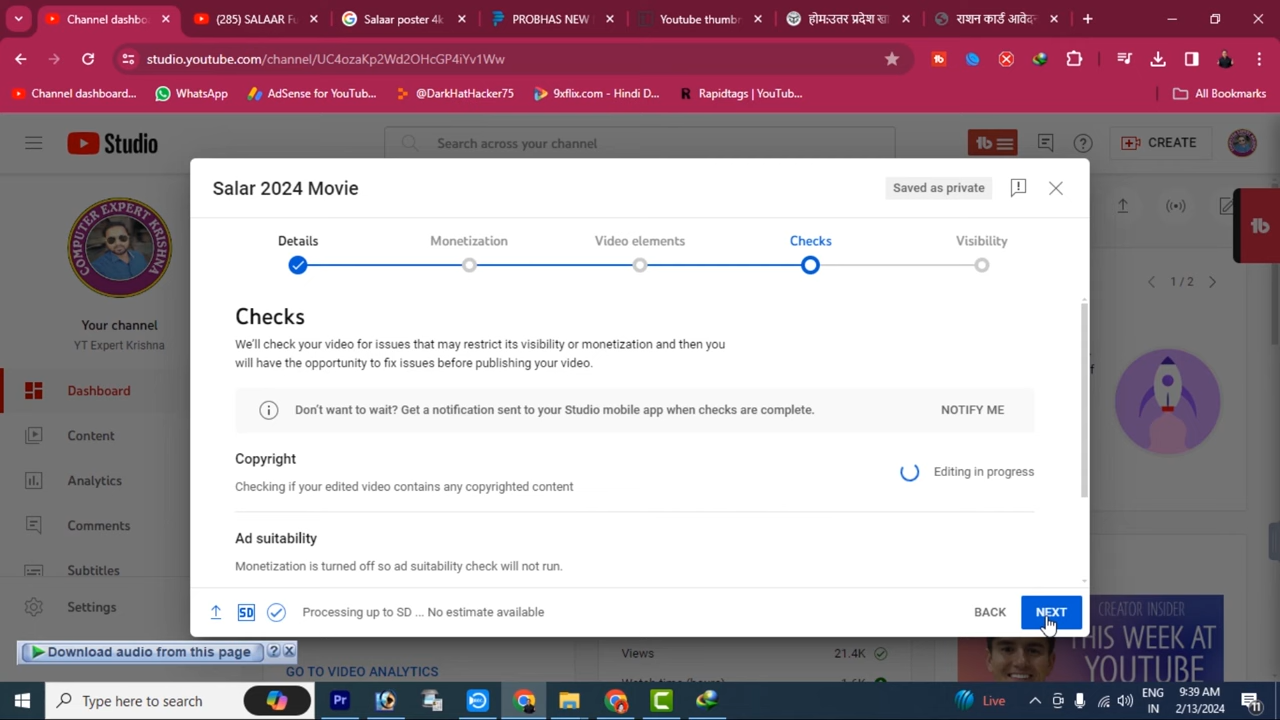 Channel dashbo
(285) SALAAR Fu
Salaar poster 4k
PROBHAS NEW
Youtube thumbn
होम:उतर प्रदेश खा
राशन कार्ड आवेदन
studio.youtube.com/channel/UC4ozaKp2Wd2OHcGP4iYv1Ww
Channel dashboard...
WhatsApp
AdSense for YouTub...
@DarkHatHacker75
9xflix.com - Hindi D...
Rapidtags | YouTub...
All Bookmarks
Studio
Search across your channel
CREATE
COMPUTER EXPERT KRISHNA
Your channel
YT Expert Krishna
Dashboard
Content
Analytics
Comments
Subtitles
Settings
Salar 2024 Movie
Saved as private
Details
Monetization
Video elements
Checks
Visibility
1 / 2
Checks
We'll check your video for issues that may restrict its visibility or monetization and then you
will have the opportunity to fix issues before publishing your video.
Don't want to wait? Get a notification sent to your Studio mobile app when checks are complete.
NOTIFY ME
Copyright
Checking if your edited video contains any copyrighted content
Editing in progress
Ad suitability
Monetization is turned off so ad suitability check will not run.
SD
Processing up to SD ... No estimate available
BACK
NEXT
Download audio from this page
?
GO TO VIDEO ANALYTICS
Views
21.4K
CREATOR INSIDER
THIS WEEK AT
YOUTUBE
Type here to search
Pr
Live
ENG
IN
9:39 AM
2/13/2024
11